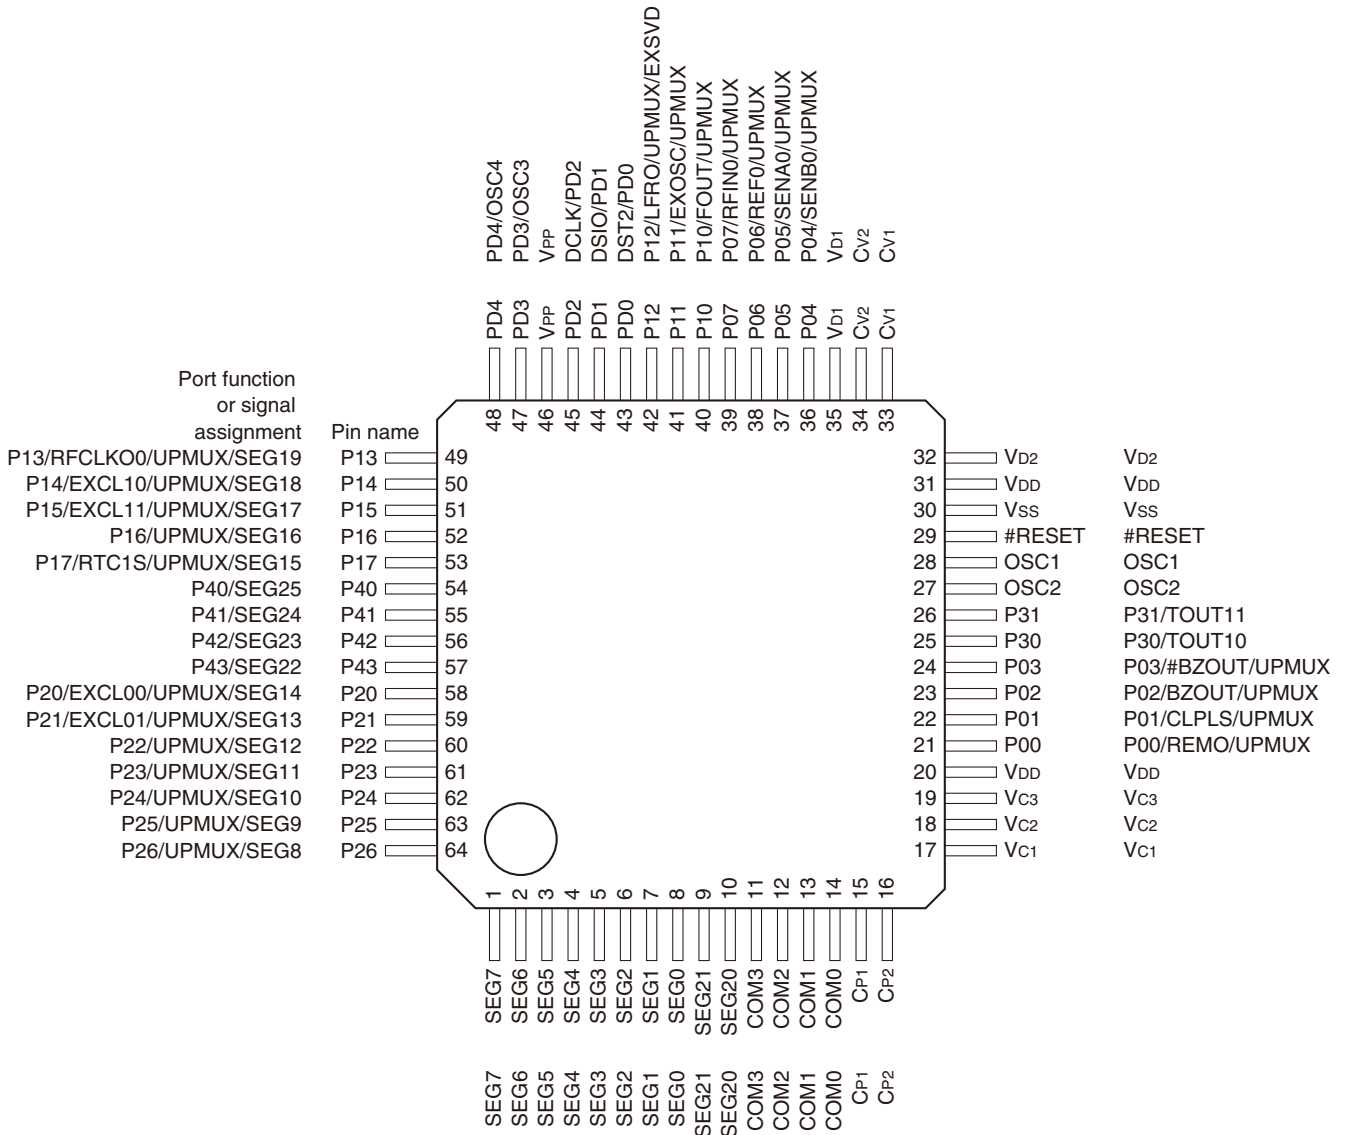 PD4/OSC4
PD3/OSC3
VPP
DCLK/PD2
DSIO/PD1
DST2/PD0
P12/LFRO/UPMUX/EXSVD
P11/EXOSC/UPMUX
P10/FOUT/UPMUX
P07/RFIN0/UPMUX
P06/REF0/UPMUX
P05/SENA0/UPMUX
P04/SENB0/UPMUX
VD1
CV2
CV1
PD4
PD3
VPP
PD2
PD1
PD0
P12
P11
P10
P07
P06
P05
P04
VD1
CV2
CV1
48
47
46
45
44
43
42
41
40
39
38
37
36
35
34
33
Port function
or signal
assignment Pin name
P13/RFCLKO0/UPMUX/SEG19 P13 49
P14/EXCL10/UPMUX/SEG18 P14 50
P15/EXCL11/UPMUX/SEG17 P15 51
P16/UPMUX/SEG16 P16 52
P17/RTC1S/UPMUX/SEG15 P17 53
P40/SEG25 P40 54
P41/SEG24 P41 55
P42/SEG23 P42 56
P43/SEG22 P43 57
P20/EXCL00/UPMUX/SEG14 P20 58
P21/EXCL01/UPMUX/SEG13 P21 59
P22/UPMUX/SEG12 P22 60
P23/UPMUX/SEG11 P23 61
P24/UPMUX/SEG10 P24 62
P25/UPMUX/SEG9 P25 63
P26/UPMUX/SEG8 P26 64
32 VD2 VD2
31 VDD VDD
30 VSS VSS
29 #RESET #RESET
28 OSC1 OSC1
27 OSC2 OSC2
26 P31 P31/TOUT11
25 P30 P30/TOUT10
24 P03 P03/#BZOUT/UPMUX
23 P02 P02/BZOUT/UPMUX
22 P01 P01/CLPLS/UPMUX
21 P00 P00/REMO/UPMUX
20 VDD VDD
19 VC3 VC3
18 VC2 VC2
17 VC1 VC1
1
2
3
4
5
6
7
8
9
10
11
12
13
14
15
16
SEG7
SEG6
SEG5
SEG4
SEG3
SEG2
SEG1
SEG0
SEG21
SEG20
COM3
COM2
COM1
COM0
CP1
CP2
SEG7
SEG6
SEG5
SEG4
SEG3
SEG2
SEG1
SEG0
SEG21
SEG20
COM3
COM2
COM1
COM0
CP1
CP2